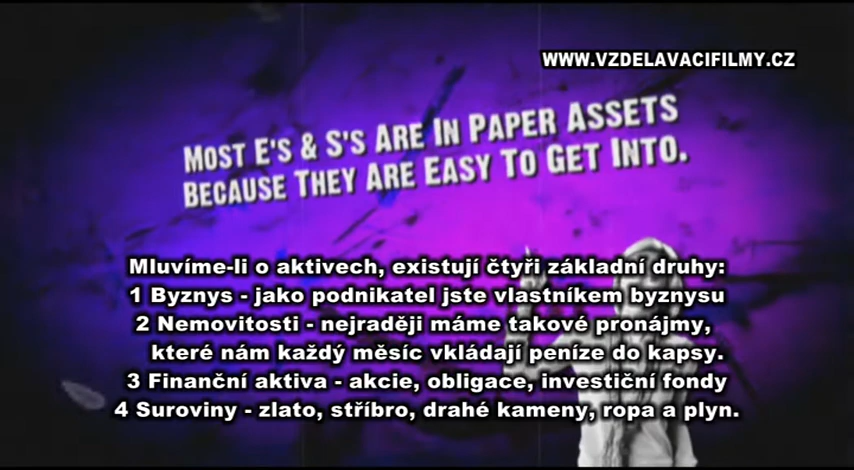 WWW.VZDELAVACIFILMY.CZ
MOST E'S & S'S ARE IN PAPER ASSETS
BECAUSE THEY ARE EASY TO GET INTO.
Mluvíme-li o aktivech, existují čtyři základní druhy:
1 Byznys - jako podnikatel jste vlastníkem byznysu
2 Nemovitosti - nejraději máme takové pronájmy,
které nám každý měsíc vkládají peníze do kapsy.
3 Finanční aktiva - akcie, obligace, investiční fondy
4 Suroviny - zlato, stříbro, drahé kameny, ropa a plyn.